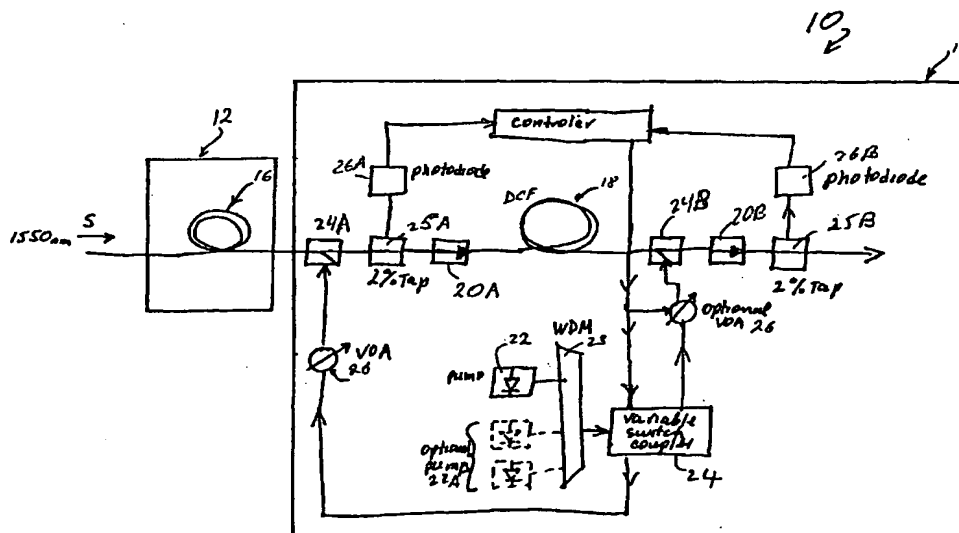 10
1
12
controler
26A
photodiode
26B
photodiode
16
DCF
18
24A
25A
24B
20B
25B
1550nm
S
2% Tap
20A
2% Tap
optional
VOA 26
VOA
26
WDM
23
22
pump
variable
coupler
24
optional
pump
22A